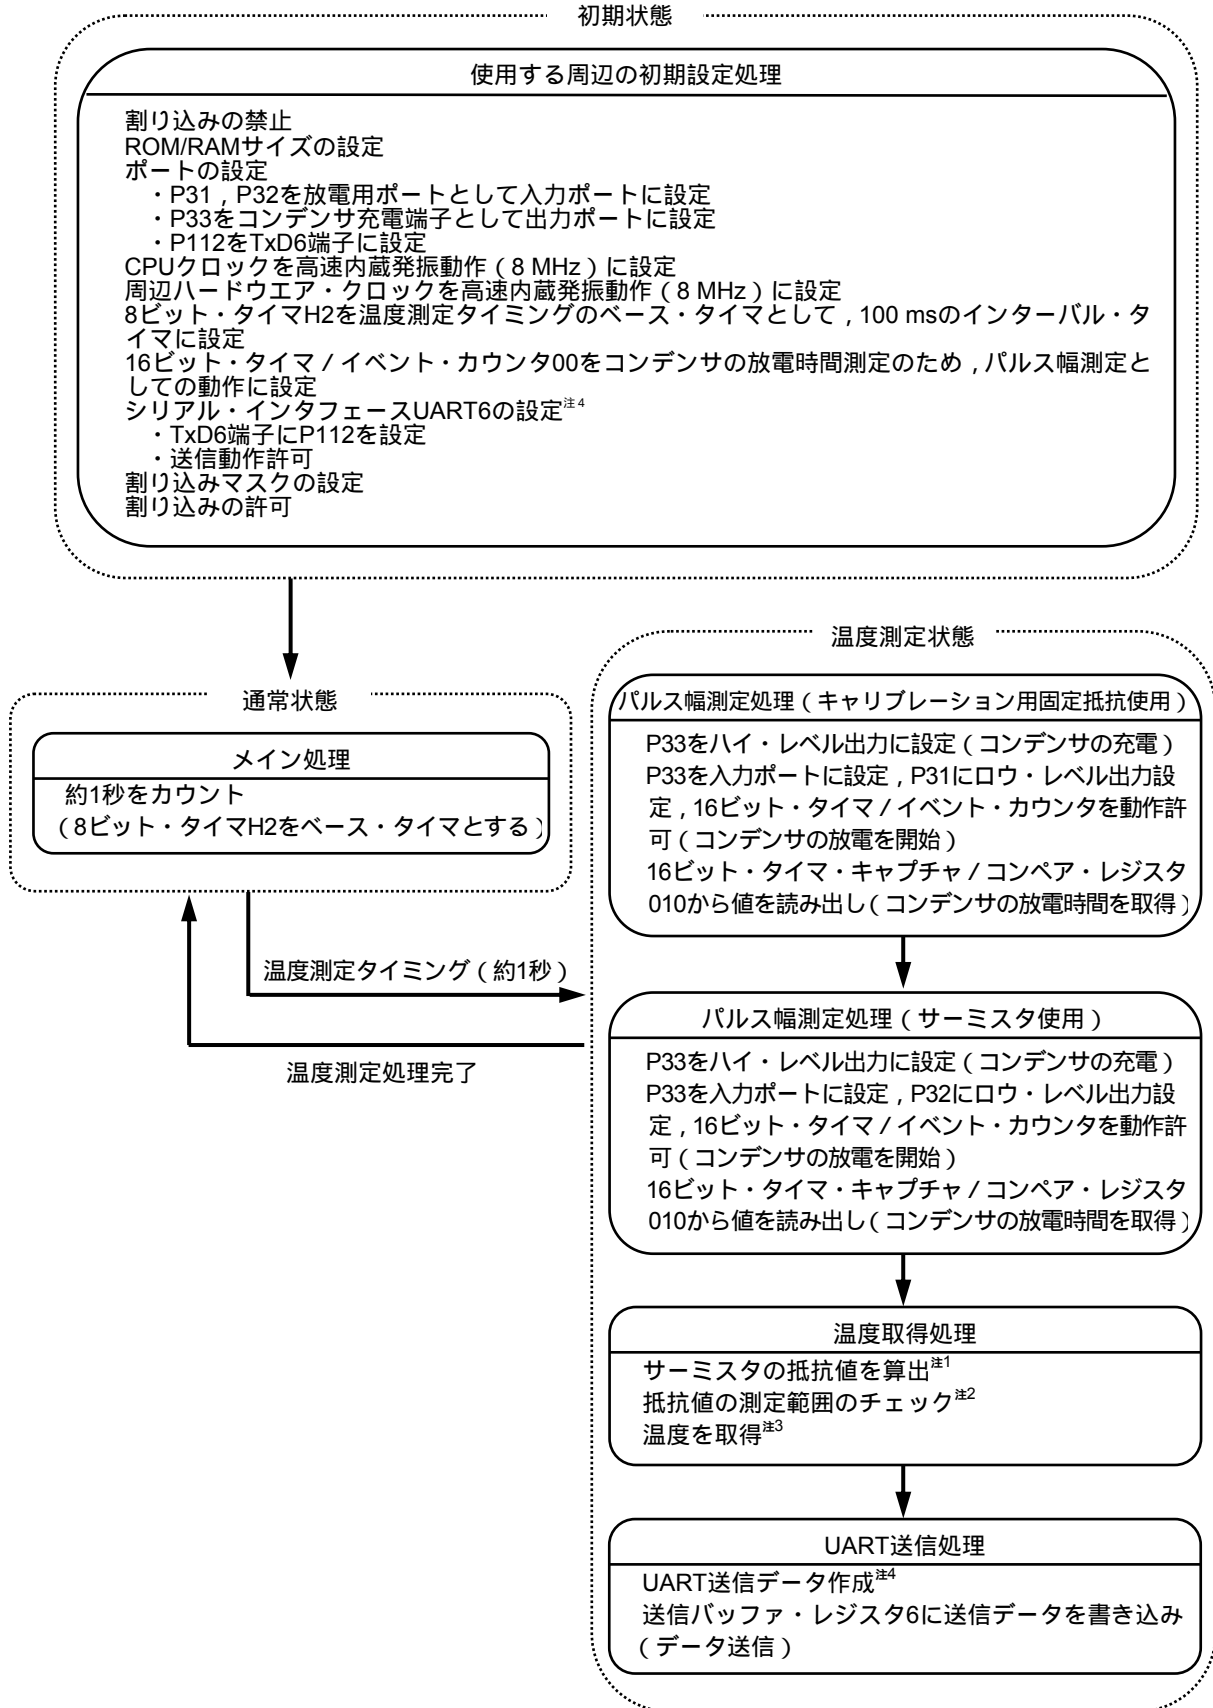 初期状態
使用する周辺の初期設定処理
割り込みの禁止
ROM/RAMサイズの設定
ポートの設定
・P31，P32を放電用ポートとして入力ポートに設定
・P33をコンデンサ充電端子として出力ポートに設定
・P112をTxD6端子に設定
CPUクロックを高速内蔵発振動作（8 MHz）に設定
周辺ハードウエア・クロックを高速内蔵発振動作（8 MHz）に設定
8ビット・タイマH2を温度測定タイミングのベース・タイマとして，100 msのインターバル・タ
イマに設定
16ビット・タイマ／イベント・カウンタ00をコンデンサの放電時間測定のため，パルス幅測定と
しての動作に設定
シリアル・インタフェースUART6の設定注4
・TxD6端子にP112を設定
・送信動作許可
割り込みマスクの設定
割り込みの許可
通常状態
メイン処理
約1秒をカウント
（8ビット・タイマH2をベース・タイマとする）
温度測定タイミング（約1秒）
温度測定処理完了
温度測定状態
パルス幅測定処理（キャリブレーション用固定抵抗使用）
P33をハイ・レベル出力に設定（コンデンサの充電）
P33を入力ポートに設定，P31にロウ・レベル出力設
定，16ビット・タイマ／イベント・カウンタを動作許
可（コンデンサの放電を開始）
16ビット・タイマ・キャプチャ／コンペア・レジスタ
010から値を読み出し（コンデンサの放電時間を取得）
パルス幅測定処理（サーミスタ使用）
P33をハイ・レベル出力に設定（コンデンサの充電）
P33を入力ポートに設定，P32にロウ・レベル出力設
定，16ビット・タイマ／イベント・カウンタを動作許
可（コンデンサの放電を開始）
16ビット・タイマ・キャプチャ／コンペア・レジスタ
010から値を読み出し（コンデンサの放電時間を取得）
温度取得処理
サーミスタの抵抗値を算出注1
抵抗値の測定範囲のチェック注2
温度を取得注3
UART送信処理
UART送信データ作成注4
送信バッファ・レジスタ6に送信データを書き込み
（データ送信）